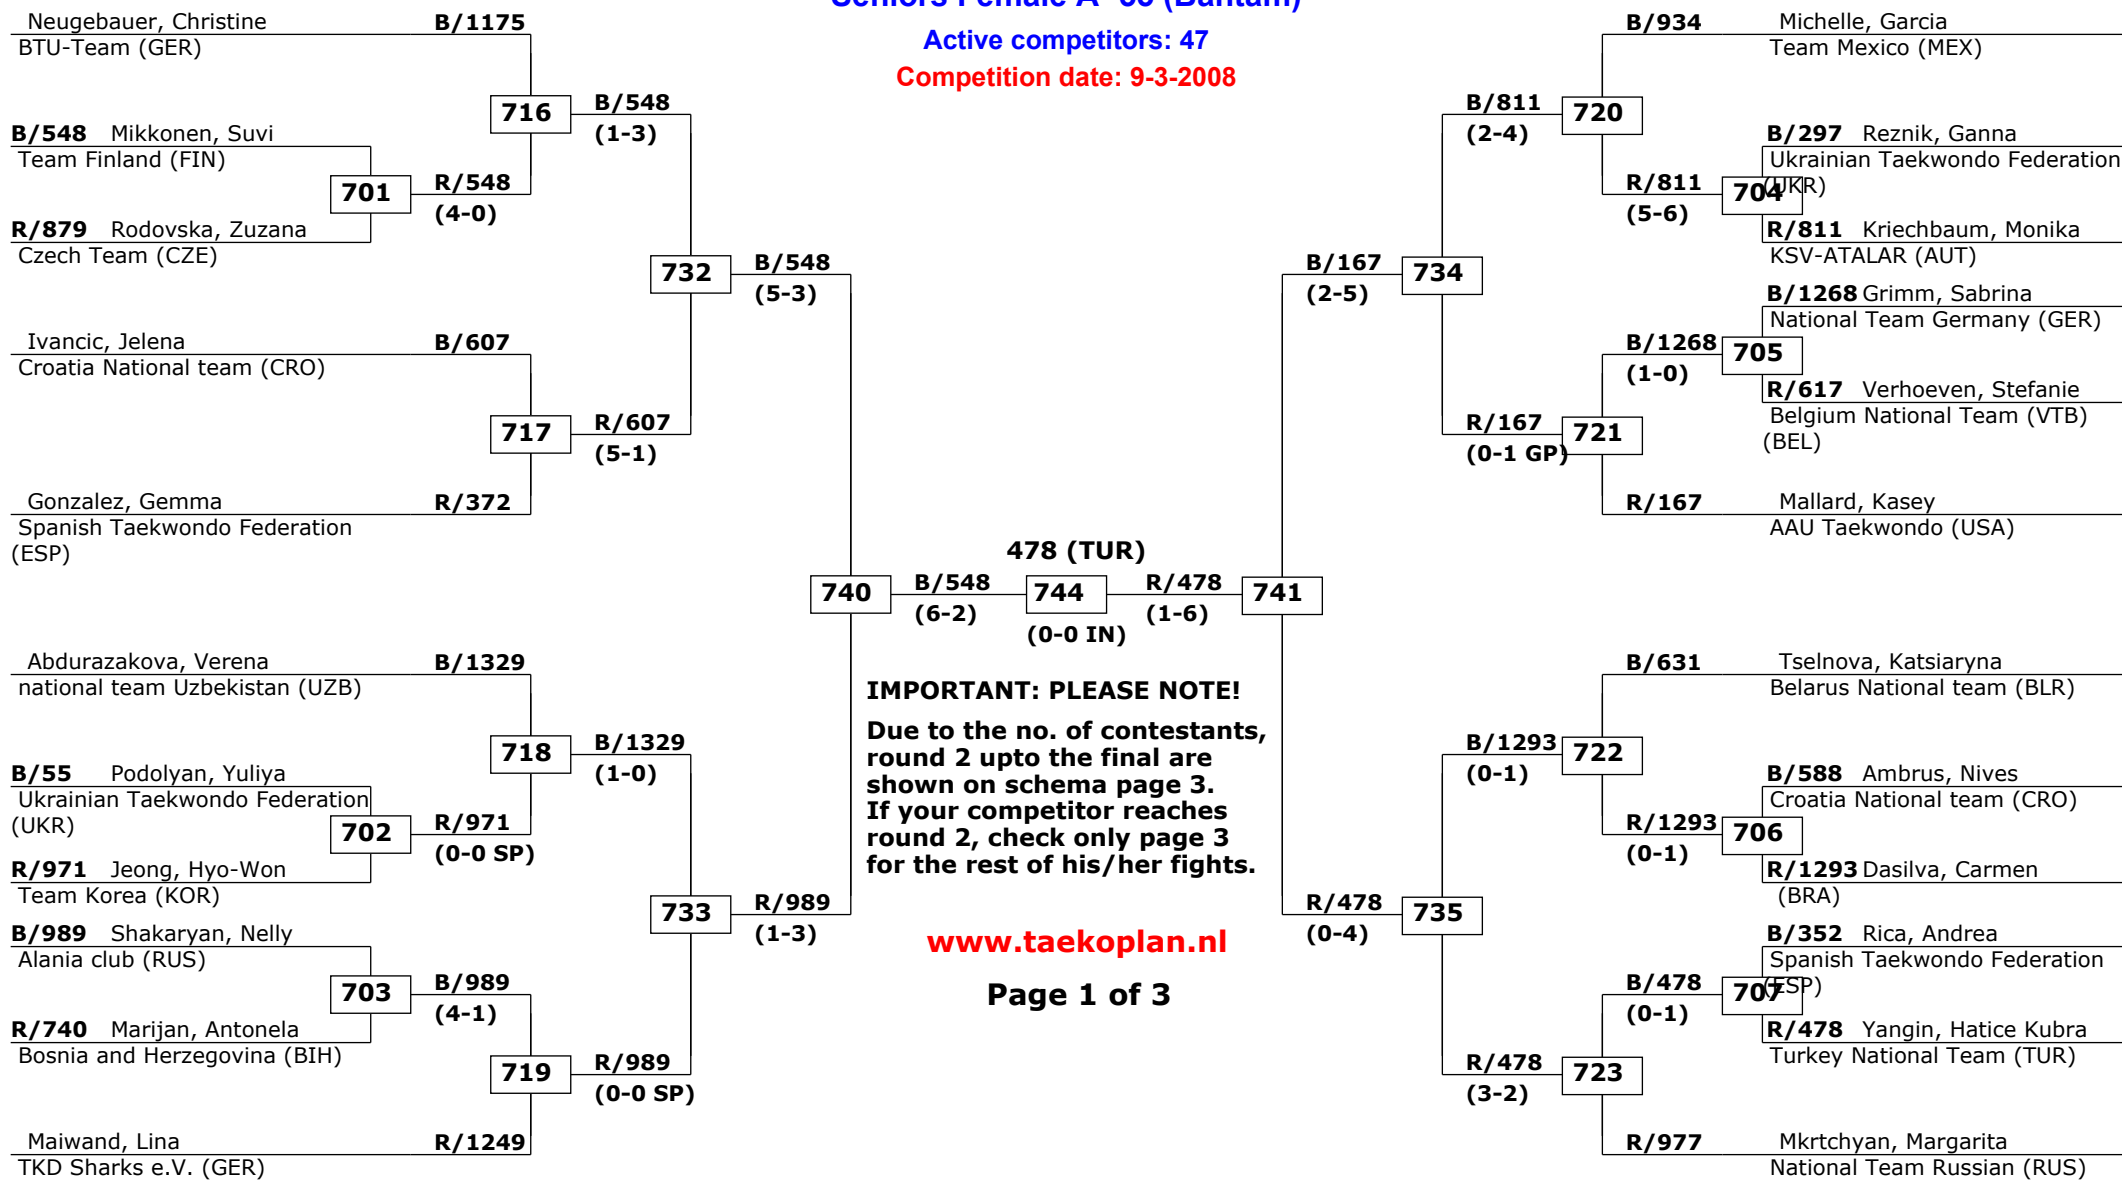 Seniors Female A -55 (Bantam)
Active competitors: 47
Competition date: 9-3-2008
Neugebauer, Christine B/1175
BTU-Team (GER)
716
B/548
(1-3)
B/548 Mikkonen, Suvi
Team Finland (FIN)
701
R/548
(4-0)
R/879 Rodovska, Zuzana
Czech Team (CZE)
732
B/548
(5-3)
Ivancic, Jelena B/607
Croatia National team (CRO)
717
R/607
(5-1)
Gonzalez, Gemma R/372
Spanish Taekwondo Federation
(ESP)
740
B/548
(6-2)
Abdurazakova, Verena B/1329
national team Uzbekistan (UZB)
718
B/1329
(1-0)
B/55 Podolyan, Yuliya
Ukrainian Taekwondo Federation
(UKR)
702
R/971
(0-0 SP)
R/971 Jeong, Hyo-Won
Team Korea (KOR)
733
R/989
(1-3)
B/989 Shakaryan, Nelly
Alania club (RUS)
703
B/989
(4-1)
R/740 Marijan, Antonela
Bosnia and Herzegovina (BIH)
719
R/989
(0-0 SP)
Maiwand, Lina R/1249
TKD Sharks e.V. (GER)
478 (TUR)
744
(0-0 IN)
IMPORTANT: PLEASE NOTE!
Due to the no. of contestants,
round 2 upto the final are
shown on schema page 3.
If your competitor reaches
round 2, check only page 3
for the rest of his/her fights.
www.taekoplan.nl
Page 1 of 3
B/934 Michelle, Garcia
Team Mexico (MEX)
B/811
(2-4)
720
B/297 Reznik, Ganna
Ukrainian Taekwondo Federation
(UKR)
R/811
(5-6)
704
R/811 Kriechbaum, Monika
KSV-ATALAR (AUT)
B/167
(2-5)
734
B/1268 Grimm, Sabrina
National Team Germany (GER)
B/1268
(1-0)
705
R/617 Verhoeven, Stefanie
Belgium National Team (VTB)
(BEL)
R/167
(0-1 GP)
721
R/167 Mallard, Kasey
AAU Taekwondo (USA)
R/478
(1-6)
741
B/631 Tselnova, Katsiaryna
Belarus National team (BLR)
B/1293
(0-1)
722
B/588 Ambrus, Nives
Croatia National team (CRO)
R/1293
(0-1)
706
R/1293 Dasilva, Carmen
(BRA)
R/478
(0-4)
735
B/352 Rica, Andrea
Spanish Taekwondo Federation
(ESP)
B/478
(0-1)
707
R/478 Yangin, Hatice Kubra
Turkey National Team (TUR)
R/478
(3-2)
723
R/977 Mkrtchyan, Margarita
National Team Russian (RUS)